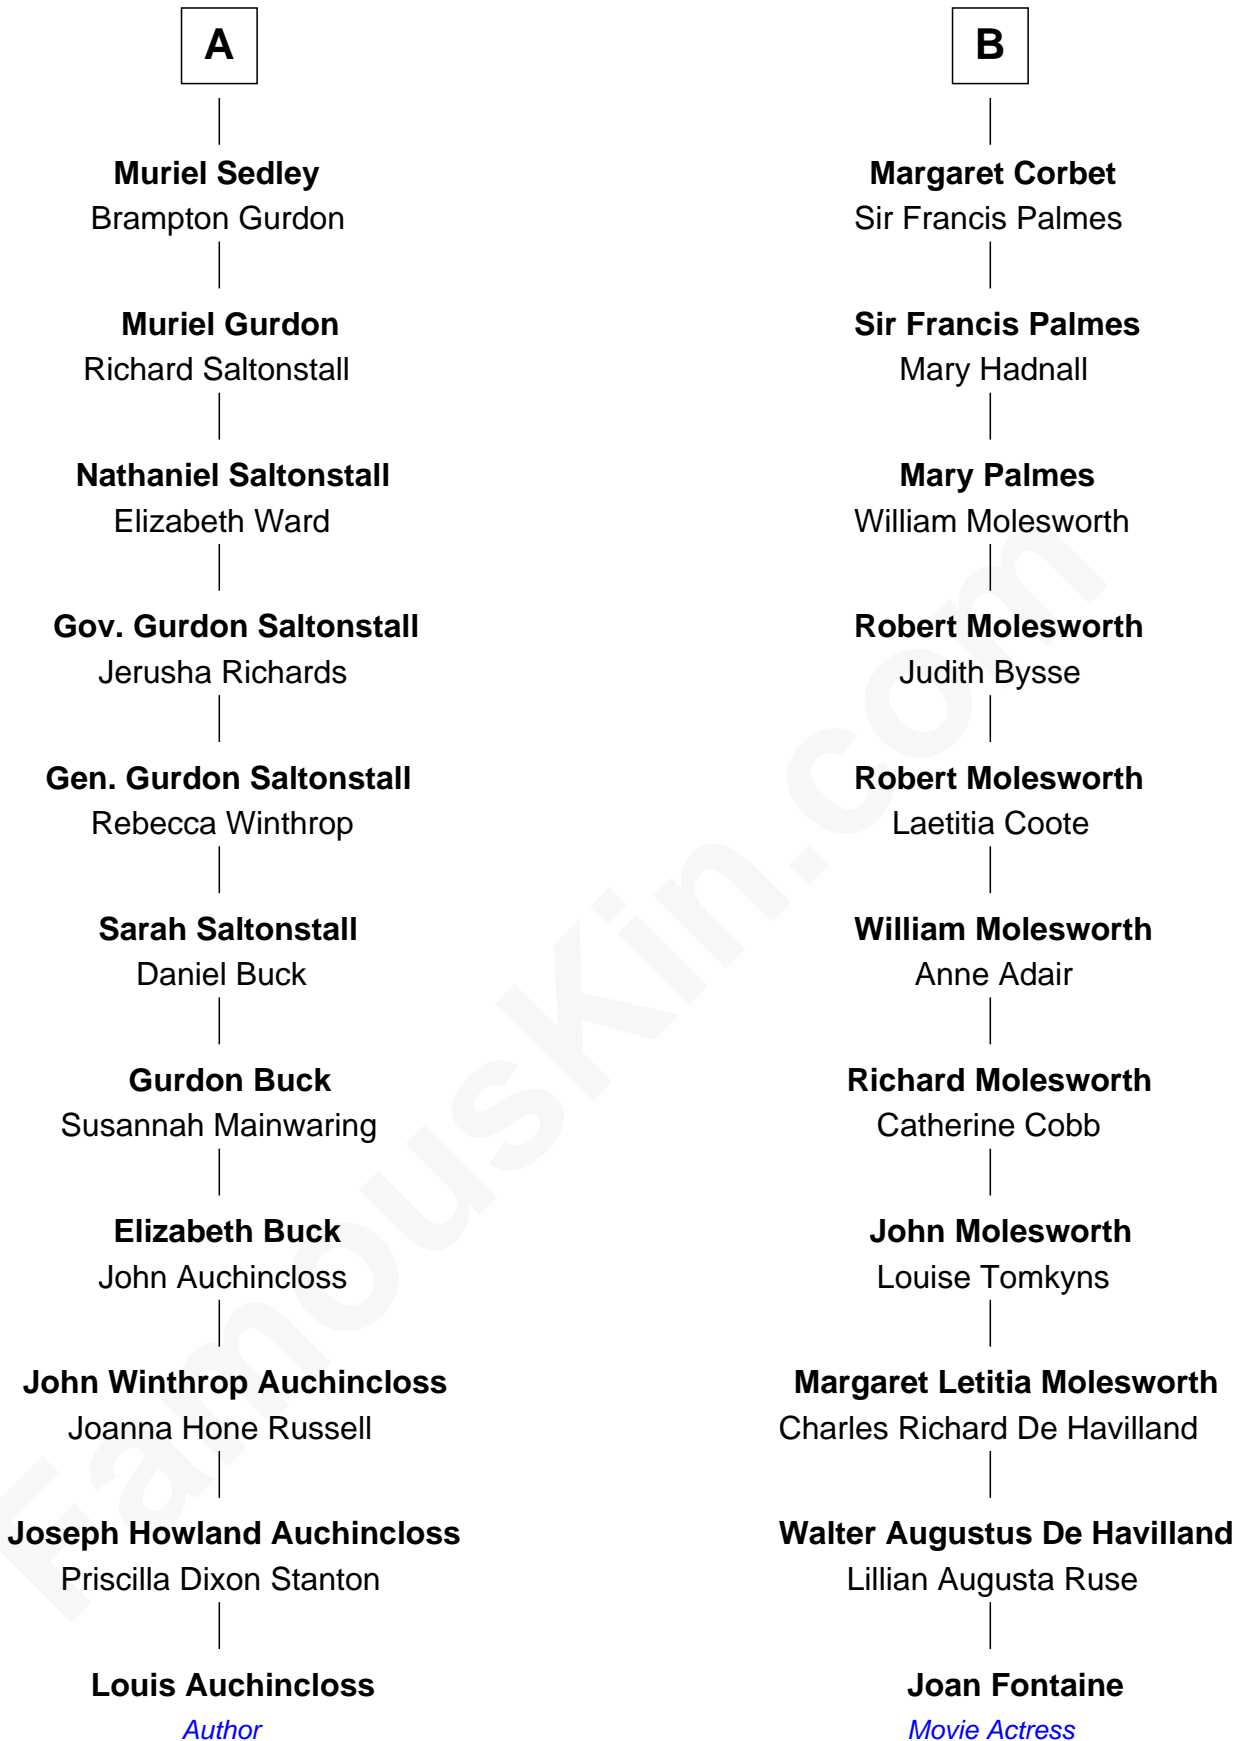 A
Muriel Sedley
Brampton Gurdon
Muriel Gurdon
Richard Saltonstall
Nathaniel Saltonstall
Elizabeth Ward
Gov. Gurdon Saltonstall
Jerusha Richards
Gen. Gurdon Saltonstall
Rebecca Winthrop
Sarah Saltonstall
Daniel Buck
Gurdon Buck
Susannah Mainwaring
Elizabeth Buck
John Auchincloss
John Winthrop Auchincloss
Joanna Hone Russell
Joseph Howland Auchincloss
Priscilla Dixon Stanton
Louis Auchincloss
Author
B
Margaret Corbet
Sir Francis Palmes
Sir Francis Palmes
Mary Hadnall
Mary Palmes
William Molesworth
Robert Molesworth
Judith Bysse
Robert Molesworth
Laetitia Coote
William Molesworth
Anne Adair
Richard Molesworth
Catherine Cobb
John Molesworth
Louise Tomkyns
Margaret Letitia Molesworth
Charles Richard De Havilland
Walter Augustus De Havilland
Lillian Augusta Ruse
Joan Fontaine
Movie Actress
FamousKin.com